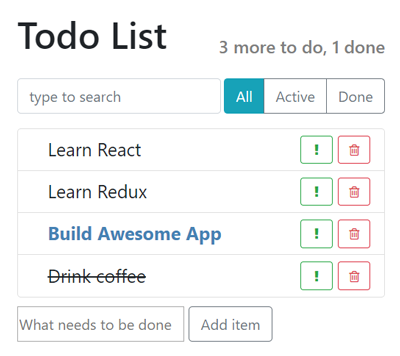 Todo List
3 more to do, 1 done
type to search
All
Active
Done
Learn React
!
Learn Redux
!
Build Awesome App
!
Drink coffee
!
What needs to be done
Add item